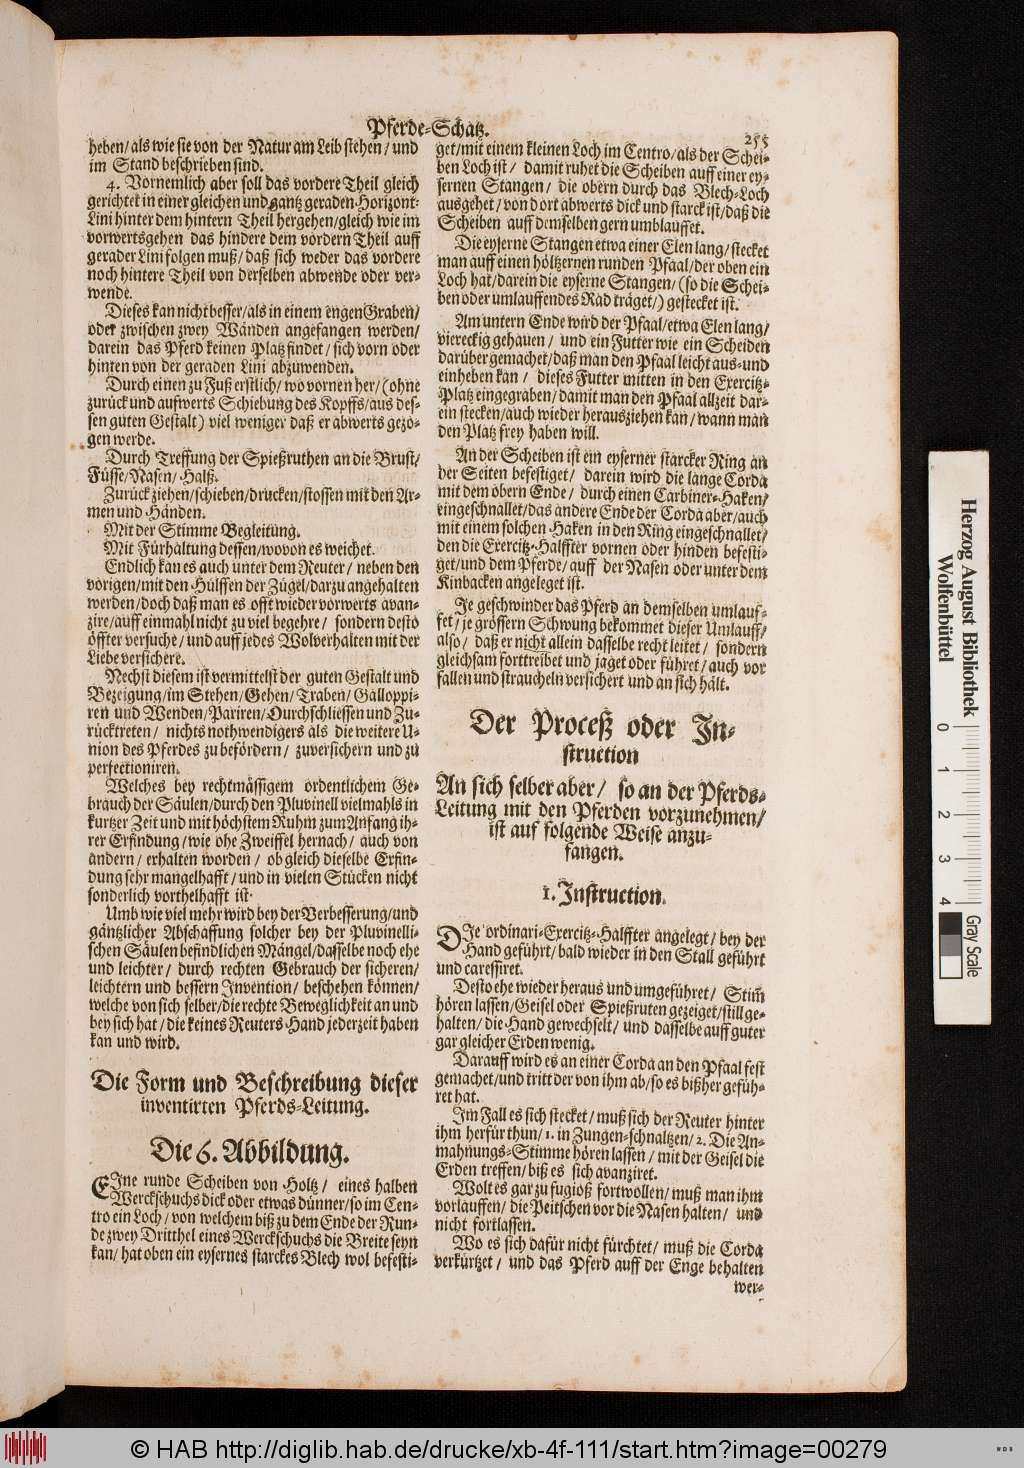 Pferde-Schatz.
255
heben/ als wie sie von der Natur am Leib stehen/ und
im Stand beschrieben sind.
4. Vornemlich aber soll das vordere Theil gleich
gerichtet in einer gleichen und gantz geraden Horizont-
Lini hinter dem hintern Theil hergehen/ gleich wie im
vorwertsgehen das hindere dem vordern Theil auff
gerader Lini folgen muß/ daß sich weder das vordere
noch hintere Theil von derselben abwende oder ver-
wende.
Dieses kan nicht besser/ als in einem engen Graben/
oder zwischen zwey Wänden angefangen werden/
darein das Pferd keinen Platz findet/ sich vorn oder
hinten von der geraden Lini abzuwenden.
Durch einen zu Fuß erstlich/ wo vornen her/ (ohne
zurück und aufwerts Schiebung des Kopffs/ aus des-
sen guten Gestalt) viel weniger daß er abwerts gezo-
gen werde.
Durch Treffung der Spießruthen an die Brust/
Füsse/ Nasen/ Halß.
Zurück ziehen/ schieben/ drucken/ stossen mit den Ar-
men und Händen.
Mit der Stimme Begleitung.
Mit Fürhaltung dessen/ wovon es weichet.
Endlich kan es auch unter dem Reuter/ neben den
vorigen/ mit den Hülffen der Zügel/ darzu angehalten
werden/ doch daß man es offt wieder vorwerts avan-
zire/ auff einmahl nicht zu viel begehre/ sondern desto
öffter versuche/ und auff jedes Wolverhalten mit der
Liebe versichere.
Nechst diesem ist vermittelst der guten Gestalt und
Bezeigung/ im Stehen/ Gehen/ Traben/ Galloppi-
ren und Wenden/ Pariren/ Durchschliessen und Zu-
rücktreten/ nichts nothwendigers als die weitere U-
nion des Pferdes zu befördern/ zuversichern und zu
perfectioniren.
Welches bey rechtmässigem ordentlichem Ge-
brauch der Säulen/ durch den Pluvinell vielmahls in
kurtzer Zeit und mit höchstem Ruhm zum Anfang ih-
rer Erfindung/ wie ohe Zweiffel hernach/ auch von
andern/ erhalten worden/ ob gleich dieselbe Erfin-
dung sehr mangelhafft/ und in vielen Stücken nicht
sonderlich vorthelhafft ist.
Umb wie viel mehr wird bey der Verbesserung/ und
gäntzlicher Abschaffung solcher bey der Pluvinelli-
schen Säulen befindlichen Mängel/ dasselbe noch ehe
und leichter/ durch rechten Gebrauch der sicheren/
leichtern und bessern Invention/ beschehen können/
welche von sich selber/ die rechte Beweglichkeit an und
bey sich hat/ die keines Reuters Hand jederzeit haben
kan und wird.
Die Form und Beschreibung dieser
inventirten Pferds-Leitung.
Die 6. Abbildung.
EIne runde Scheiben von Holtz/ eines halben
Werckschuchs dick oder etwas dünner/ so im Cen-
tro ein Loch/ von welchem biß zu dem Ende der Run-
de zwey Dritthel eines Werckschuchs die Breite seyn
kan/ hat oben ein eysernes starckes Blech wol befesti-
get/ mit einem kleinen Loch im Centro/ als der Schei-
ben Loch ist/ damit ruhet die Scheiben auff einer ey-
sernen Stangen/ die obern durch das Blech-Loch
ausgehet/ von dort abwerts dick und starck ist/ daß die
Scheiben auff demselben gern umblauffet.
Die eyserne Stangen etwa einer Elen lang/ stecket
man auff einen höltzernen runden Pfaal/ der oben ein
Loch hat/ darein die eyserne Stangen/ (so die Schei-
ben oder umlauffendes Rad träget/) gestecket ist.
Am untern Ende wird der Pfaal/ etwa Elen lang/
viereckig gehauen/ und ein Futter wie ein Scheiden
darüber gemachet/ daß man den Pfaal leicht aus- und
einheben kan/ dieses Futter mitten in den Exercitz-
Platz eingegraben/ damit man den Pfaal allzeit dar-
ein stecken/ auch wieder herausziehen kan/ wann man
den Platz frey haben will.
An der Scheiben ist ein eyserner starcker Ring an
der Seiten befestiget/ darein wird die lange Corda
mit dem obern Ende/ durch einen Carbiner-Haken/
eingeschnallet/ das andere Ende der Corda aber/ auch
mit einem solchen Haken in den Ring eingeschnallet/
den die Exercitz-Halffter vornen oder hinden befesti-
get/ und dem Pferde/ auff der Nasen oder unter dem
Kinbacken angeleget ist.
Je geschwinder das Pferd an demselben umlauf-
fet/ je grössern Schwung bekommet dieser Umlauff/
also/ daß er nicht allein dasselbe recht leitet/ sondern
gleichsam forttreibet und jaget oder führet/ auch vor
fallen und straucheln versichert und an sich hält.
Der Proceß oder In-
struction
An sich selber aber/ so an der Pferds-
Leitung mit den Pferden vorzunehmen/
ist auf folgende Weise anzu-
fangen.
1. Instruction.
DIe ordinari-Exercitz-Halffter angelegt/ bey der
Hand geführt/ bald wieder in den Stall geführt
und caressiret.
Desto ehe wieder heraus und umgeführet/ Stim̃
hören lassen/ Geisel oder Spießruten gezeiget/ still ge-
halten/ die Hand gewechselt/ und dasselbe auff guter
gar gleicher Erden wenig.
Darauff wird es an einer Corda an den Pfaal fest
gemachet/ und tritt der von ihm ab/ so es bißher gefüh-
ret hat.
Im Fall es sich stecket/ muß sich der Reuter hinter
ihm herfür thun/ 1. in Zungen-schnaltzen/ 2. Die An-
mahnungs-Stimme hören lassen/ mit der Geisel die
Erden treffen/ biß es sich avanziret.
Wolt es gar zu fugios fortwollen/ muß man ihm
vorlauffen/ die Peitschen vor die Nasen halten/ und
nicht fortlassen.
Wo es sich dafür nicht fürchtet/ muß die Corda
verkürtzet/ und das Pferd auff der Enge behalten
wer-
Herzog August Bibliothek
Wolfenbüttel
0 1 2 3 4
Gray Scale
© HAB http://diglib.hab.de/drucke/xb-4f-111/start.htm?image=00279